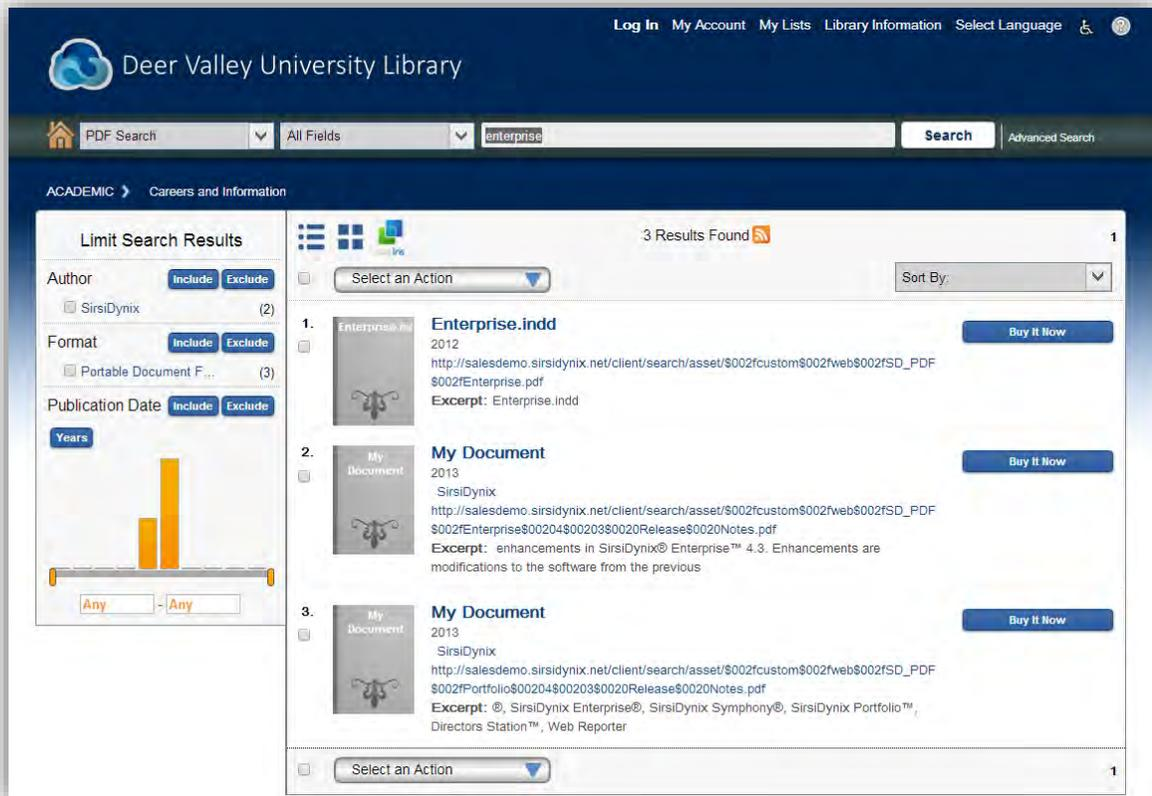 Log In My Account My Lists Library Information Select Language
Deer Valley University Library
PDF Search All Fields enterprise Search Advanced Search
ACADEMIC Careers and Information
Limit Search Results
Author Include Exclude
SirsiDynix (2)
Format Include Exclude
Portable Document F... (3)
Publication Date Include Exclude
Years
Any - Any
3 Results Found 1
Select an Action Sort By:
1. Enterprise.indd Buy It Now
2012
http://salesdemo.sirsidynix.net/client/search/asset/$002fcustom$002fweb$002fSD_PDF
$002fEnterprise.pdf
Excerpt: Enterprise.indd
2. My Document My Document Buy It Now
2013
SirsiDynix
http://salesdemo.sirsidynix.net/client/search/asset/$002fcustom$002fweb$002fSD_PDF
$002fEnterprise$00204$00203$0020Release$0020Notes.pdf
Excerpt: enhancements in SirsiDynix® Enterprise™ 4.3. Enhancements are
modifications to the software from the previous
3. My Document My Document Buy It Now
2013
SirsiDynix
http://salesdemo.sirsidynix.net/client/search/asset/$002fcustom$002fweb$002fSD_PDF
$002fPortfolio$00204$00203$0020Release$0020Notes.pdf
Excerpt: ®, SirsiDynix Enterprise®, SirsiDynix Symphony®, SirsiDynix Portfolio™,
Directors Station™, Web Reporter
Select an Action 1